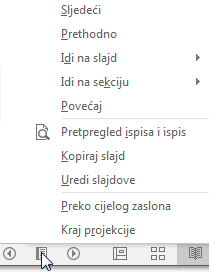 Sljedeći
Prethodno
Idi na slajd
Idi na sekciju
Povećaj
Pretpregled ispisa i ispis
Kopiraj slajd
Uredi slajdove
Preko cijelog zaslona
Kraj projekcije